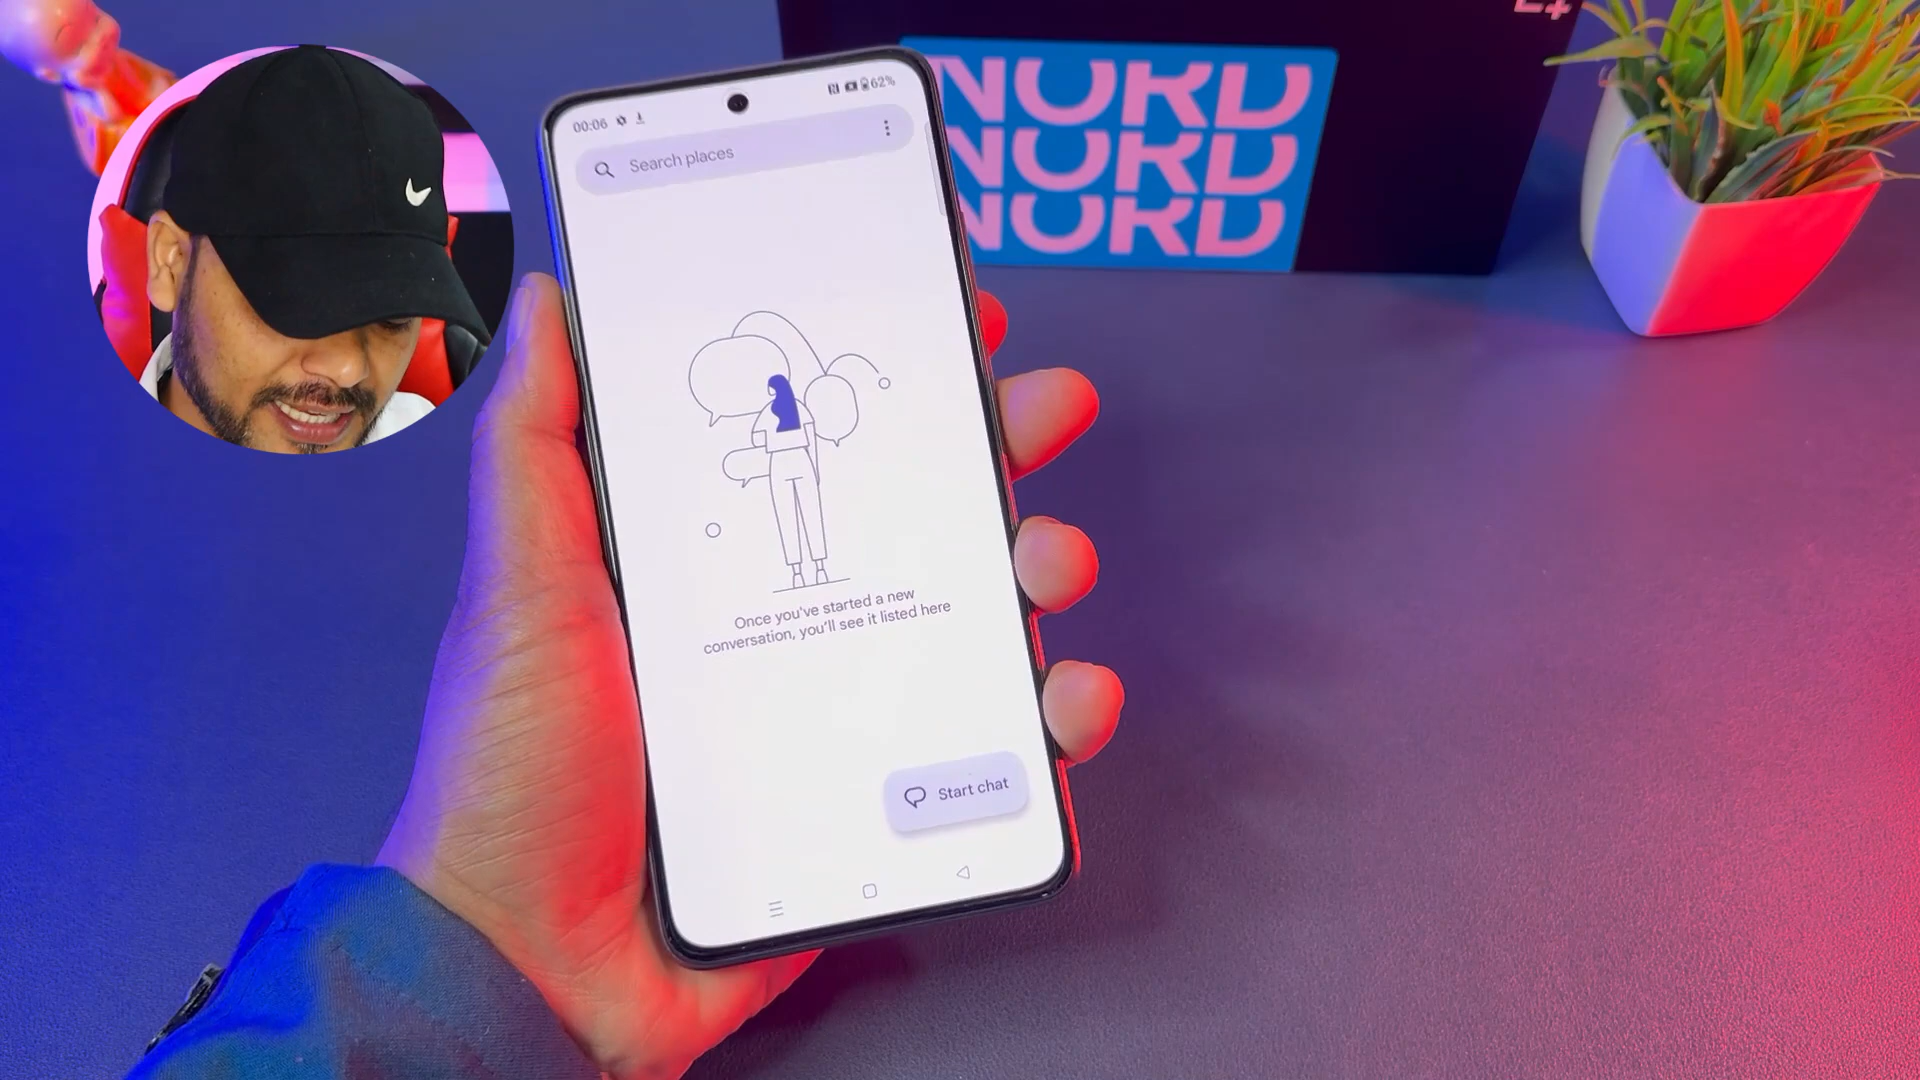 00:06
62%
Search places
Once you've started a new
conversation, you'll see it listed here
Start chat
NORD
NORD
NORD